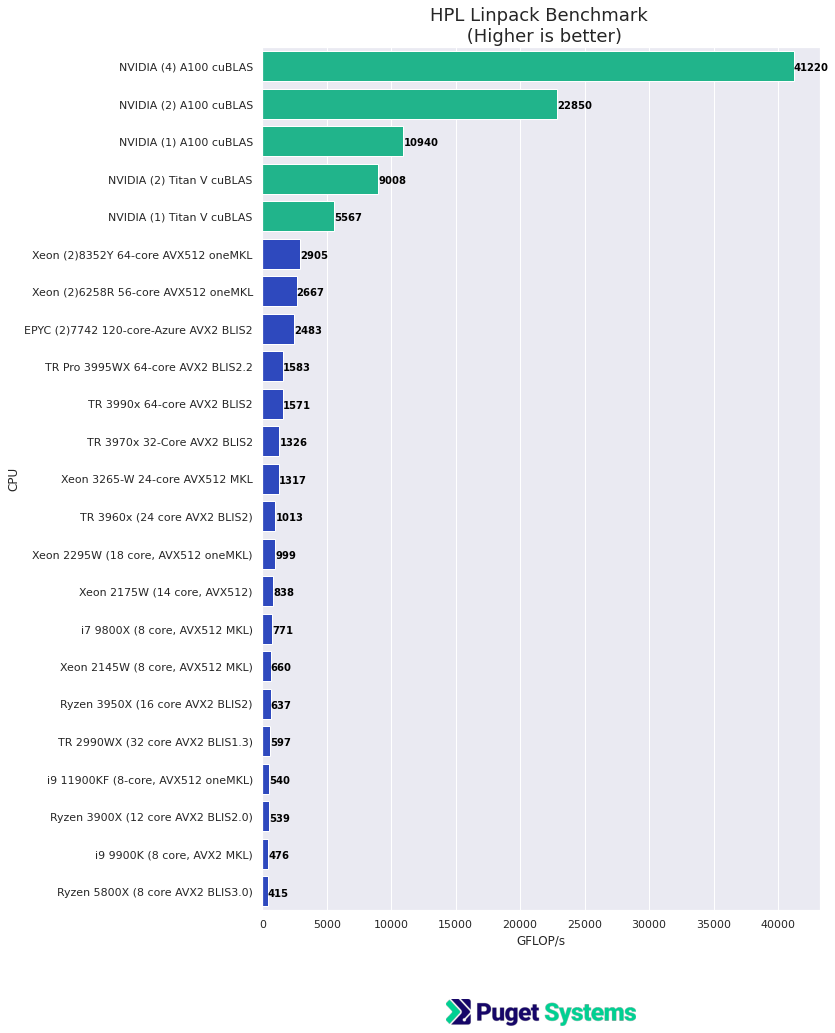 HPL Linpack Benchmark
(Higher is better)
NVIDIA (4) A100 cuBLAS 41220
NVIDIA (2) A100 cuBLAS 22850
NVIDIA (1) A100 cuBLAS 10940
NVIDIA (2) Titan V cuBLAS 9008
NVIDIA (1) Titan V cuBLAS 5567
Xeon (2)8352Y 64-core AVX512 oneMKL 2905
Xeon (2)6258R 56-core AVX512 oneMKL 2667
EPYC (2)7742 120-core-Azure AVX2 BLIS2 2483
TR Pro 3995WX 64-core AVX2 BLIS2.2 1583
TR 3990x 64-core AVX2 BLIS2 1571
TR 3970x 32-Core AVX2 BLIS2 1326
Xeon 3265-W 24-core AVX512 MKL 1317
TR 3960x (24 core AVX2 BLIS2) 1013
Xeon 2295W (18 core, AVX512 oneMKL) 999
Xeon 2175W (14 core, AVX512) 838
i7 9800X (8 core, AVX512 MKL) 771
Xeon 2145W (8 core, AVX512 MKL) 660
Ryzen 3950X (16 core AVX2 BLIS2) 637
TR 2990WX (32 core AVX2 BLIS1.3) 597
i9 11900KF (8-core, AVX512 oneMKL) 540
Ryzen 3900X (12 core AVX2 BLIS2.0) 539
i9 9900K (8 core, AVX2 MKL) 476
Ryzen 5800X (8 core AVX2 BLIS3.0) 415
CPU
0 5000 10000 15000 20000 25000 30000 35000 40000
GFLOP/s
Puget Systems